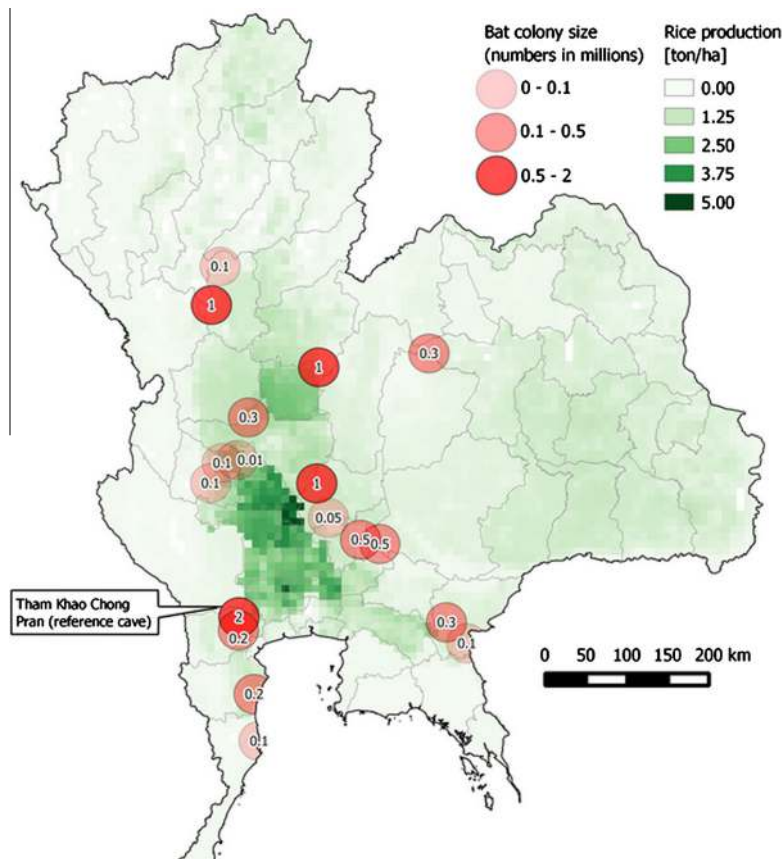 Bat colony size
(numbers in millions)
0 - 0.1
0.1 - 0.5
0.5 - 2
Rice production
[ton/ha]
0.00
1.25
2.50
3.75
5.00
0.1
1
0.3
1
0.3
0.1
0.01
0.1
1
0.05
0.5
0.5
Tham Khao Chong
Pran (reference cave)
2
0.2
0.3
0.1
0.2
0.1
0 50 100 150 200 km